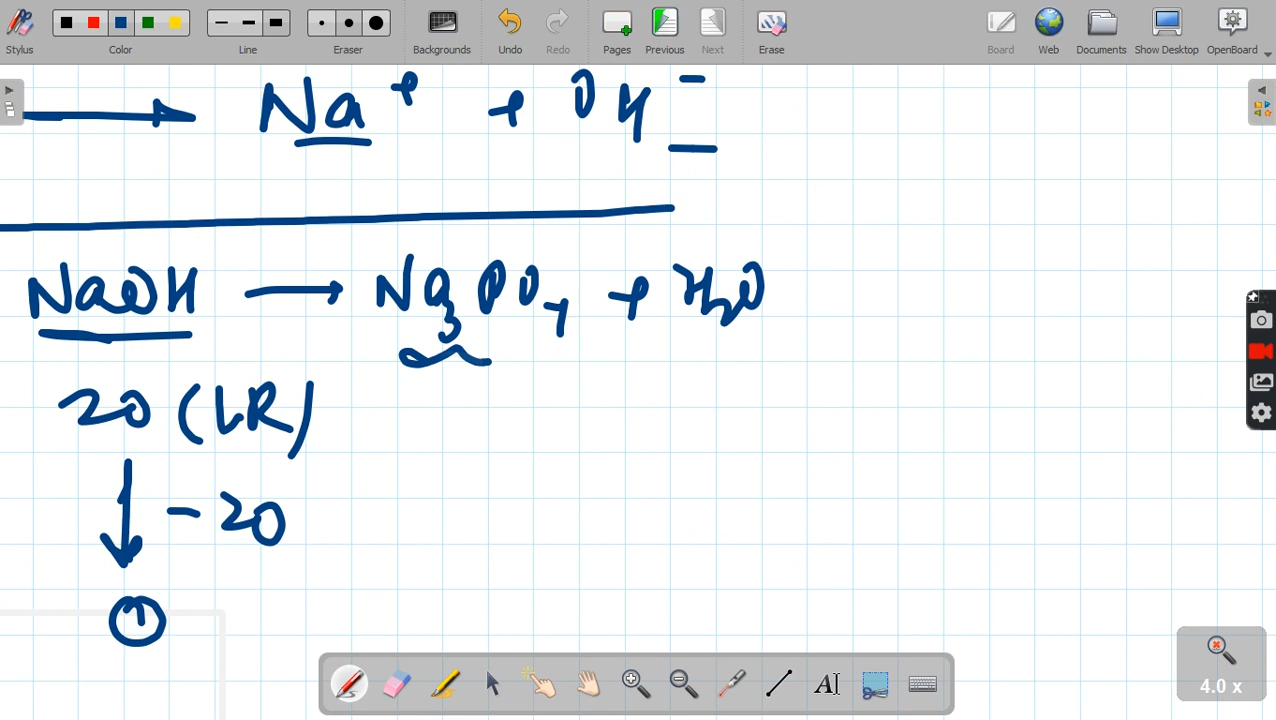 Stylus Color Line Eraser Backgrounds Undo Redo Pages Previous Next Erase Board Web Documents Show Desktop OpenBoard
⟶ Na⁺ + OH⁻
NaOH ⟶ Na₃PO₄ + H₂O
20 (LR)
↓ -20
4.0 x